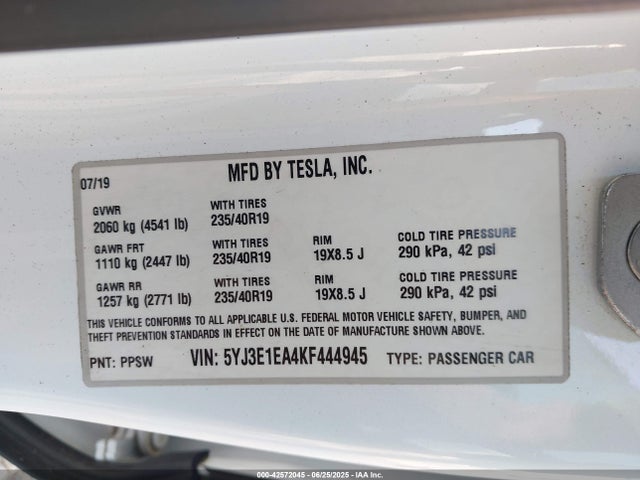 MFD BY TESLA, INC.
07/19
GVWR WITH TIRES
2060 kg (4541 lb) 235/40R19
GAWR FRT WITH TIRES RIM COLD TIRE PRESSURE
1110 kg (2447 lb) 235/40R19 19X8.5 J 290 kPa, 42 psi
GAWR RR WITH TIRES RIM COLD TIRE PRESSURE
1257 kg (2771 lb) 235/40R19 19X8.5 J 290 kPa, 42 psi
THIS VEHICLE CONFORMS TO ALL APPLICABLE U.S. FEDERAL MOTOR VEHICLE SAFETY, BUMPER, AND
THEFT PREVENTION STANDARDS IN EFFECT ON THE DATE OF MANUFACTURE SHOWN ABOVE.
PNT: PPSW VIN: 5YJ3E1EA4KF444945 TYPE: PASSENGER CAR
000-42572045 - 06/25/2025 - IAA Inc.